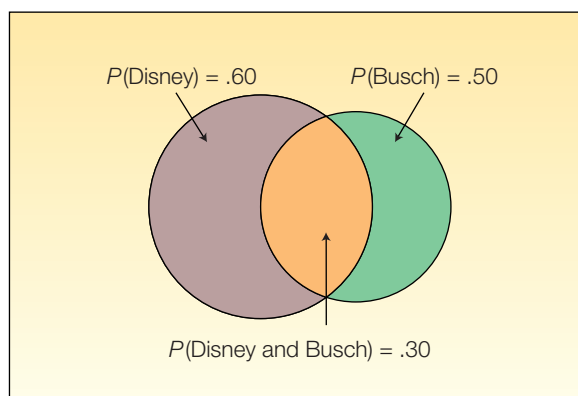 P(Disney) = .60
P(Busch) = .50
P(Disney and Busch) = .30